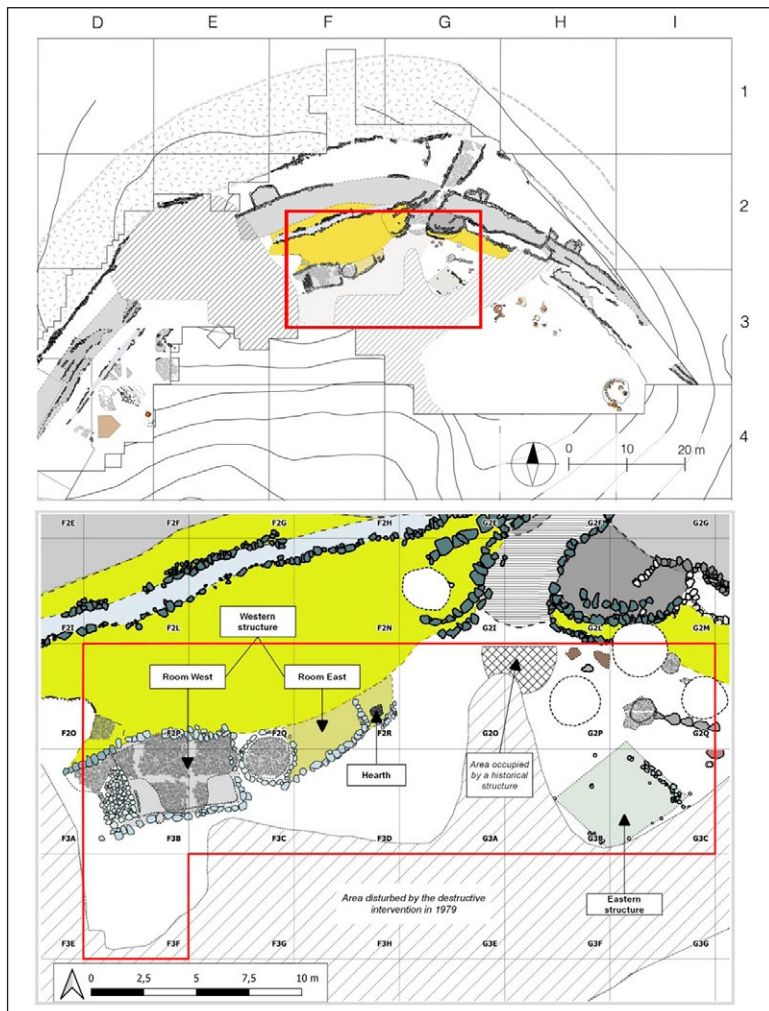 D E F G H I
1
2
3
4
0 10 20 m
F2E F2F F2G F2H G2E G2F G2G
F2I F2L F2N G2I G2L G2M
Western
structure
Room West Room East
F2O F2P F2Q F2R G2O G2P G2Q
Hearth
Area occupied
by a historical
structure
F3A F3B F3C F3D G3A G3B G3C
Area disturbed by the destructive
intervention in 1979
Eastern
structure
F3E F3F F3G F3H G3E G3F G3G
0 2,5 5 7,5 10 m